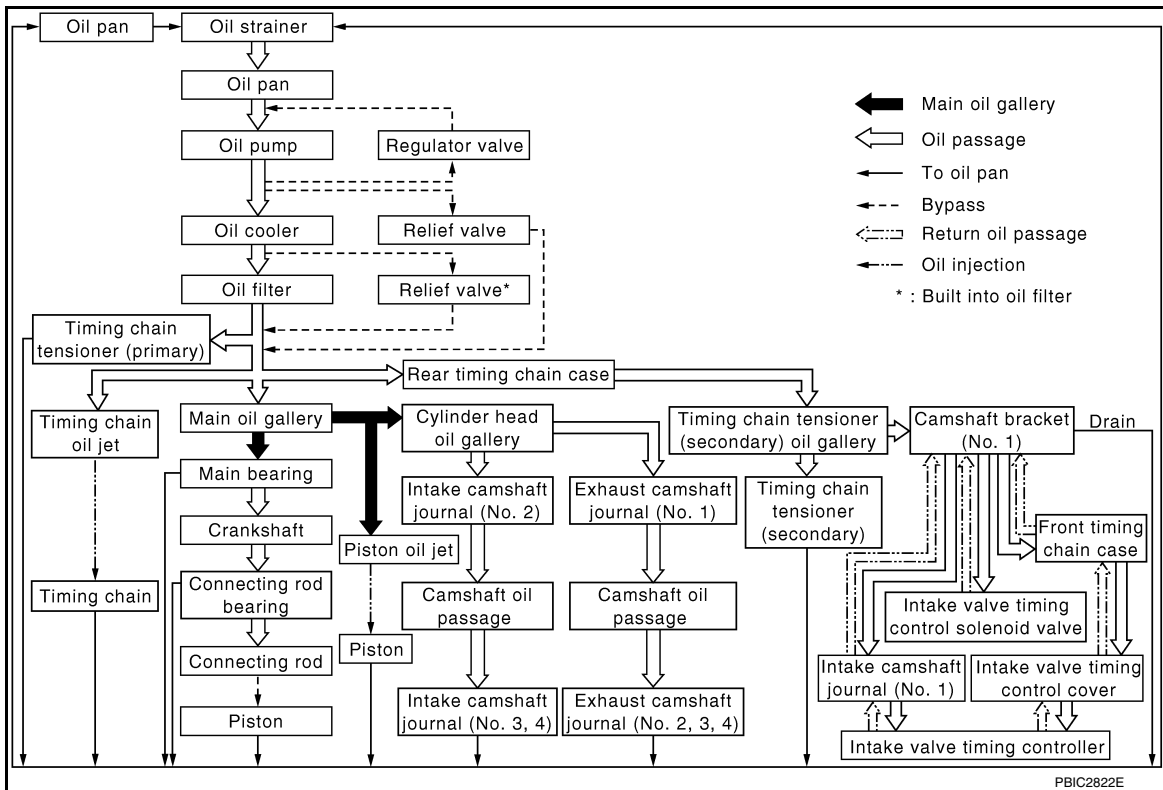 Oil pan
Oil strainer
Oil pan
Oil pump
Regulator valve
Oil cooler
Relief valve
Oil filter
Relief valve*
Main oil gallery
Oil passage
To oil pan
Bypass
Return oil passage
Oil injection
* : Built into oil filter
Timing chain
tensioner (primary)
Rear timing chain case
Timing chain
oil jet
Main oil gallery
Cylinder head
oil gallery
Timing chain tensioner
(secondary) oil gallery
Camshaft bracket
(No. 1)
Drain
Main bearing
Intake camshaft
journal (No. 2)
Exhaust camshaft
journal (No. 1)
Timing chain
tensioner
(secondary)
Front timing
chain case
Crankshaft
Piston oil jet
Timing chain
Connecting rod
bearing
Camshaft oil
passage
Camshaft oil
passage
Intake valve timing
control solenoid valve
Connecting rod
Piston
Intake camshaft
journal (No. 1)
Intake valve timing
control cover
Piston
Intake camshaft
journal (No. 3, 4)
Exhaust camshaft
journal (No. 2, 3, 4)
Intake valve timing controller
PBIC2822E